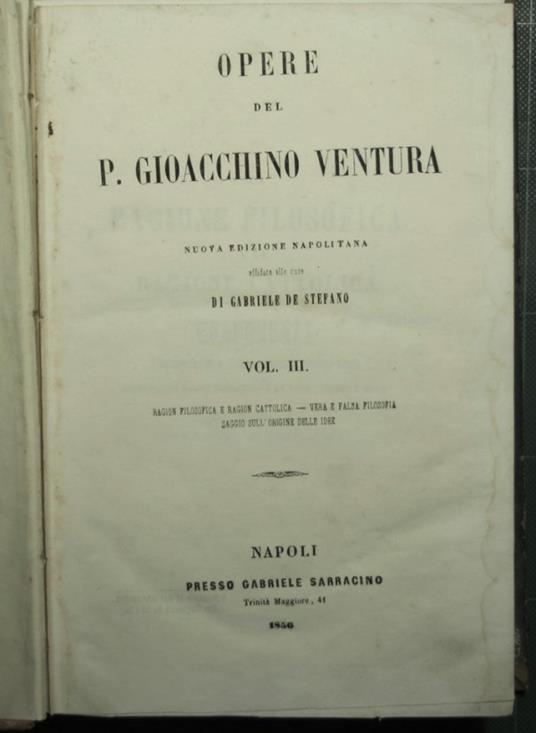 OPERE
DEL
P. GIOACCHINO VENTURA
NUOVA EDIZIONE NAPOLITANA
affidata alle cure
DI GABRIELE DE STEFANO
VOL. III.
RAGION FILOSOFICA E RAGION CATTOLICA — VERA E FALSA FILOSOFIA
SAGGIO SULL'ORIGINE DELLE IDEE
NAPOLI
PRESSO GABRIELE SARRACINO
Trinità Maggiore, 41
1856